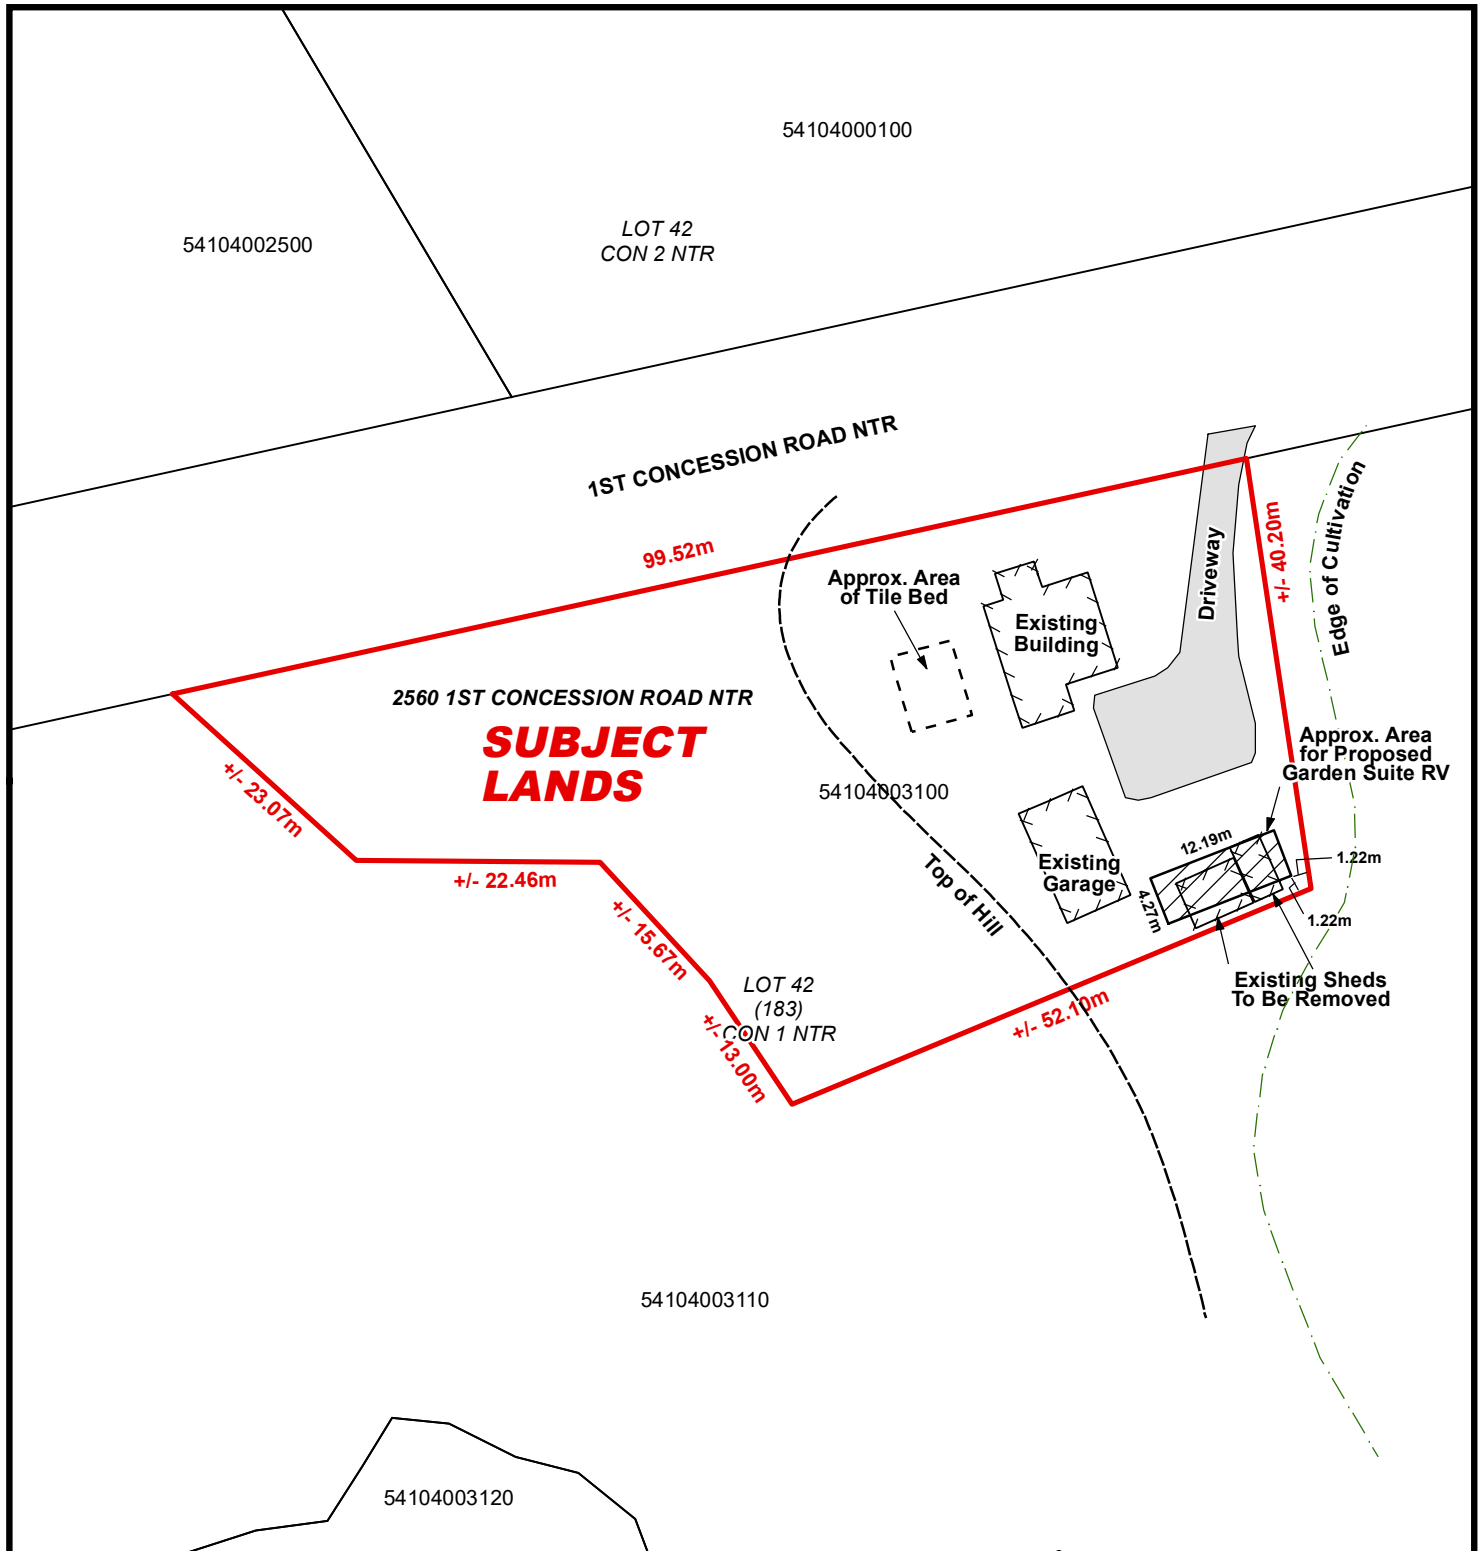 54104000100
54104002500
LOT 42
CON 2 NTR
1ST CONCESSION ROAD NTR
99.52m
+/- 40.20m
Edge of Cultivation
Driveway
Approx. Area
of Tile Bed
Existing
Building
2560 1ST CONCESSION ROAD NTR
SUBJECT
LANDS
+/- 23.07m
54104003100
Approx. Area
for Proposed
Garden Suite RV
12.19m
4.27m
1.22m
1.22m
Existing
Garage
Top of Hill
+/- 22.46m
+/- 15.67m
LOT 42
(183)
CON 1 NTR
+/- 13.00m
+/- 52.10m
Existing Sheds
To Be Removed
54104003110
54104003120